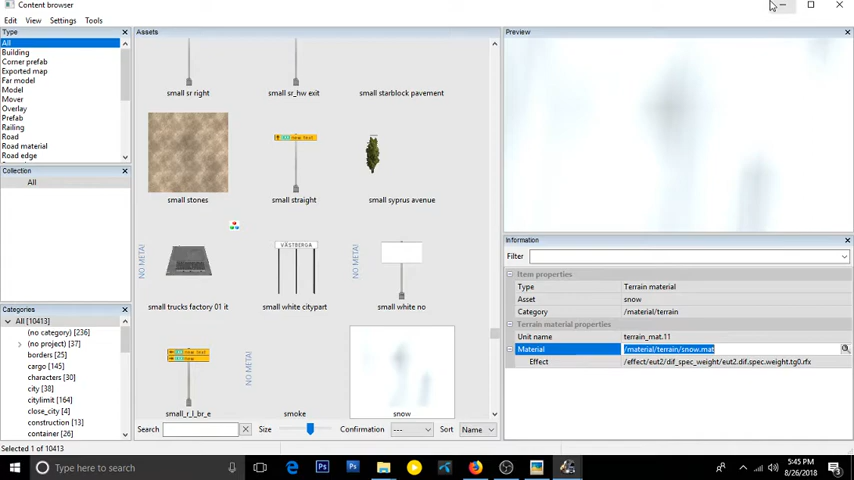 Content browser
Edit View Settings Tools
Type
All
Building
Corner prefab
Exported map
Far model
Model
Mover
Overlay
Prefab
Railing
Road
Road material
Road edge
Collection
All
Categories
All [10413]
(no category) [236]
(no project) [37]
borders [25]
cargo [145]
characters [30]
city [38]
citylimit [164]
close_city [4]
construction [13]
container [26]
Assets
small sr right
small sr_hw exit
small starblock pavement
small stones
small straight
small syprus avenue
NO META!
VÄSTBERGA
NO META!
small trucks factory 01 it
small white citypart
small white no
NO META!
small_r_l_br_e
smoke
snow
Search Size Confirmation --- Sort Name
Preview
Information
Filter
Item properties
Type Terrain material
Asset snow
Category /material/terrain
Terrain material properties
Unit name terrain_mat.11
Material /material/terrain/snow.mat
Effect /effect/eut2/dif_spec_weight/eut2.dif.spec.weight.tg0.rfx
Selected 1 of 10413
Type here to search
5:45 PM
8/26/2018